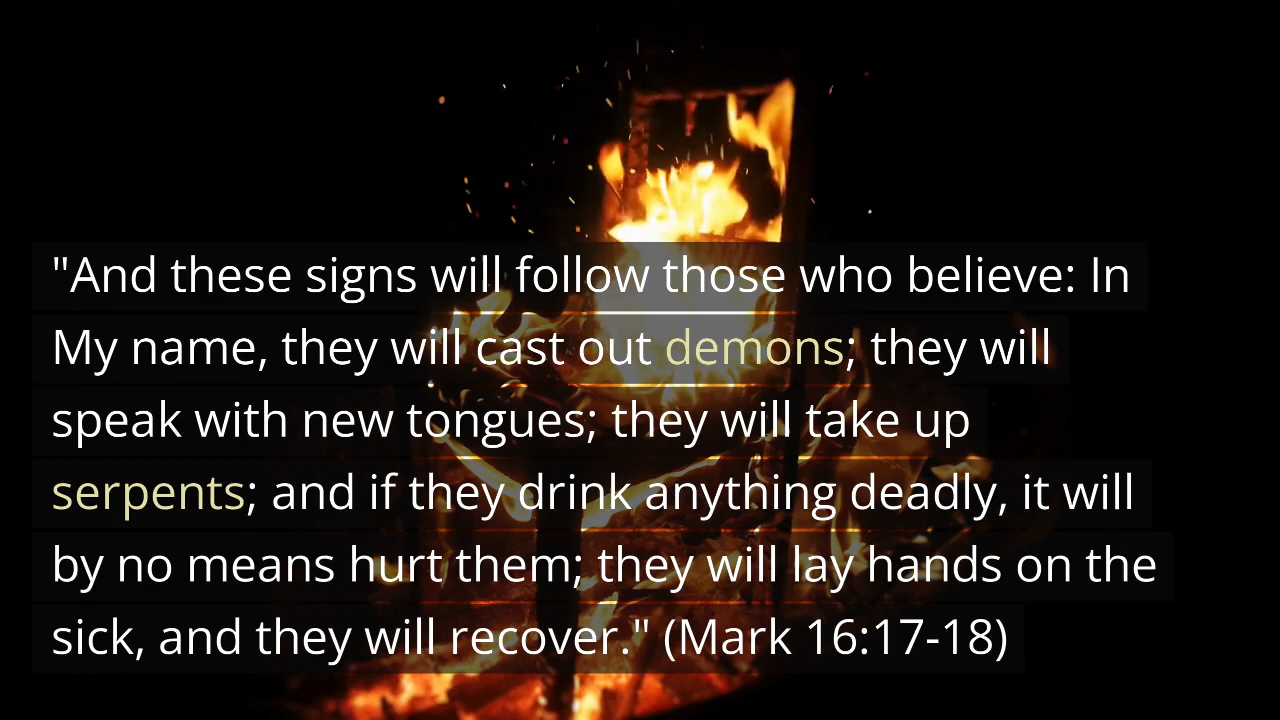 "And these signs will follow those who believe: In
My name, they will cast out demons; they will
speak with new tongues; they will take up
serpents; and if they drink anything deadly, it will
by no means hurt them; they will lay hands on the
sick, and they will recover." (Mark 16:17-18)